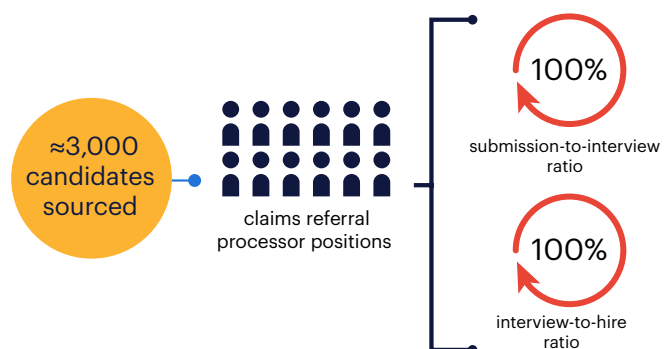 ≈3,000
candidates
sourced
claims referral
processor positions
100%
submission-to-interview
ratio
100%
interview-to-hire
ratio